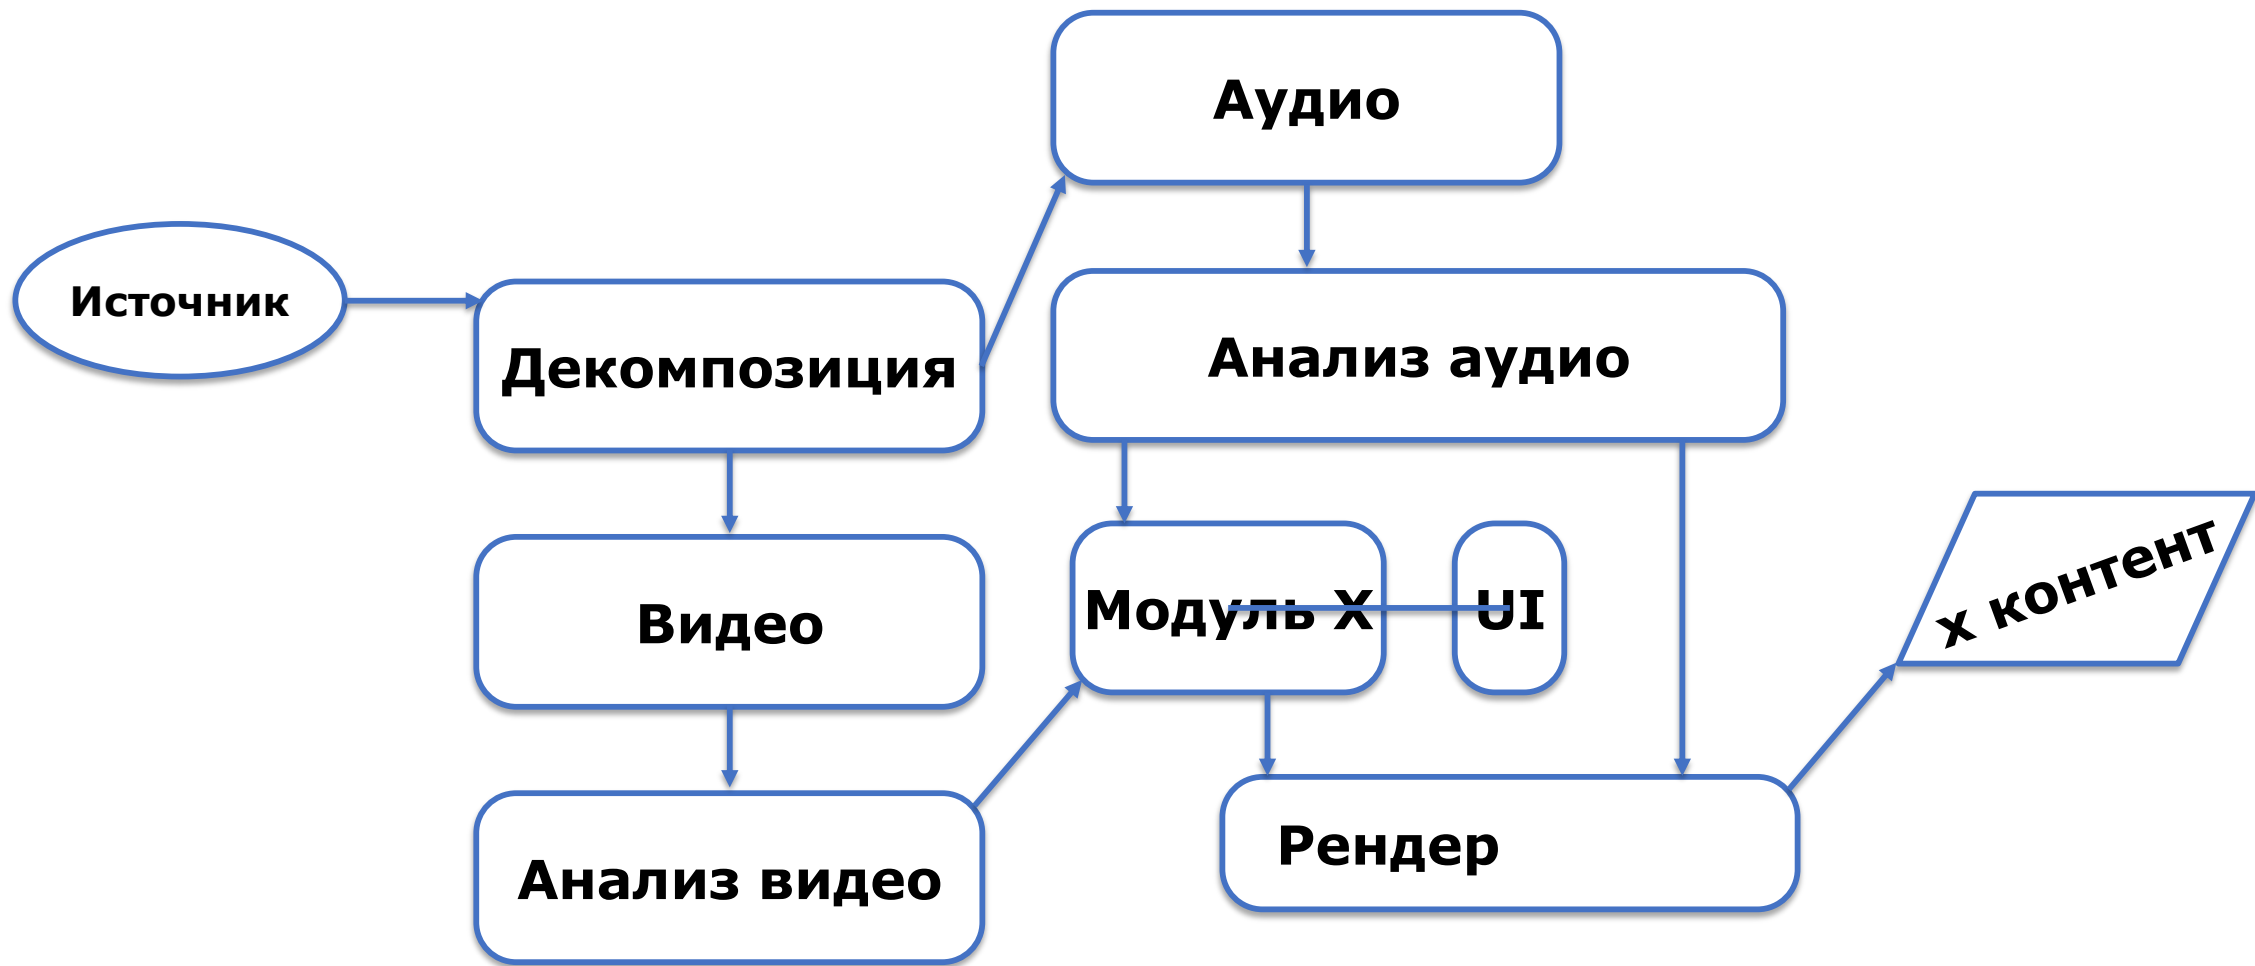 Аудио
Источник
Декомпозиция
Анализ аудио
Видео
Модуль X
UI
х контент
Анализ видео
Рендер